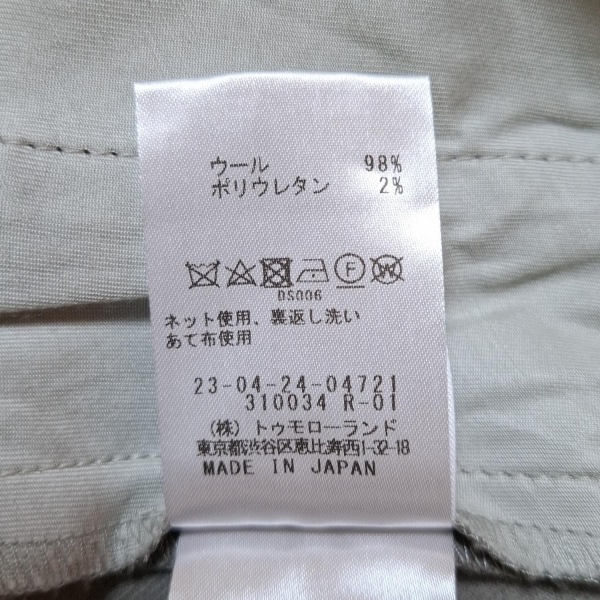 ウール 98%
ポリウレタン 2%
F W
DS006
ネット使用、裏返し洗い
あて布使用
23-04-24-04721
310034 R-01
(株) トゥモローランド
東京都渋谷区恵比寿西1-32-18
MADE IN JAPAN